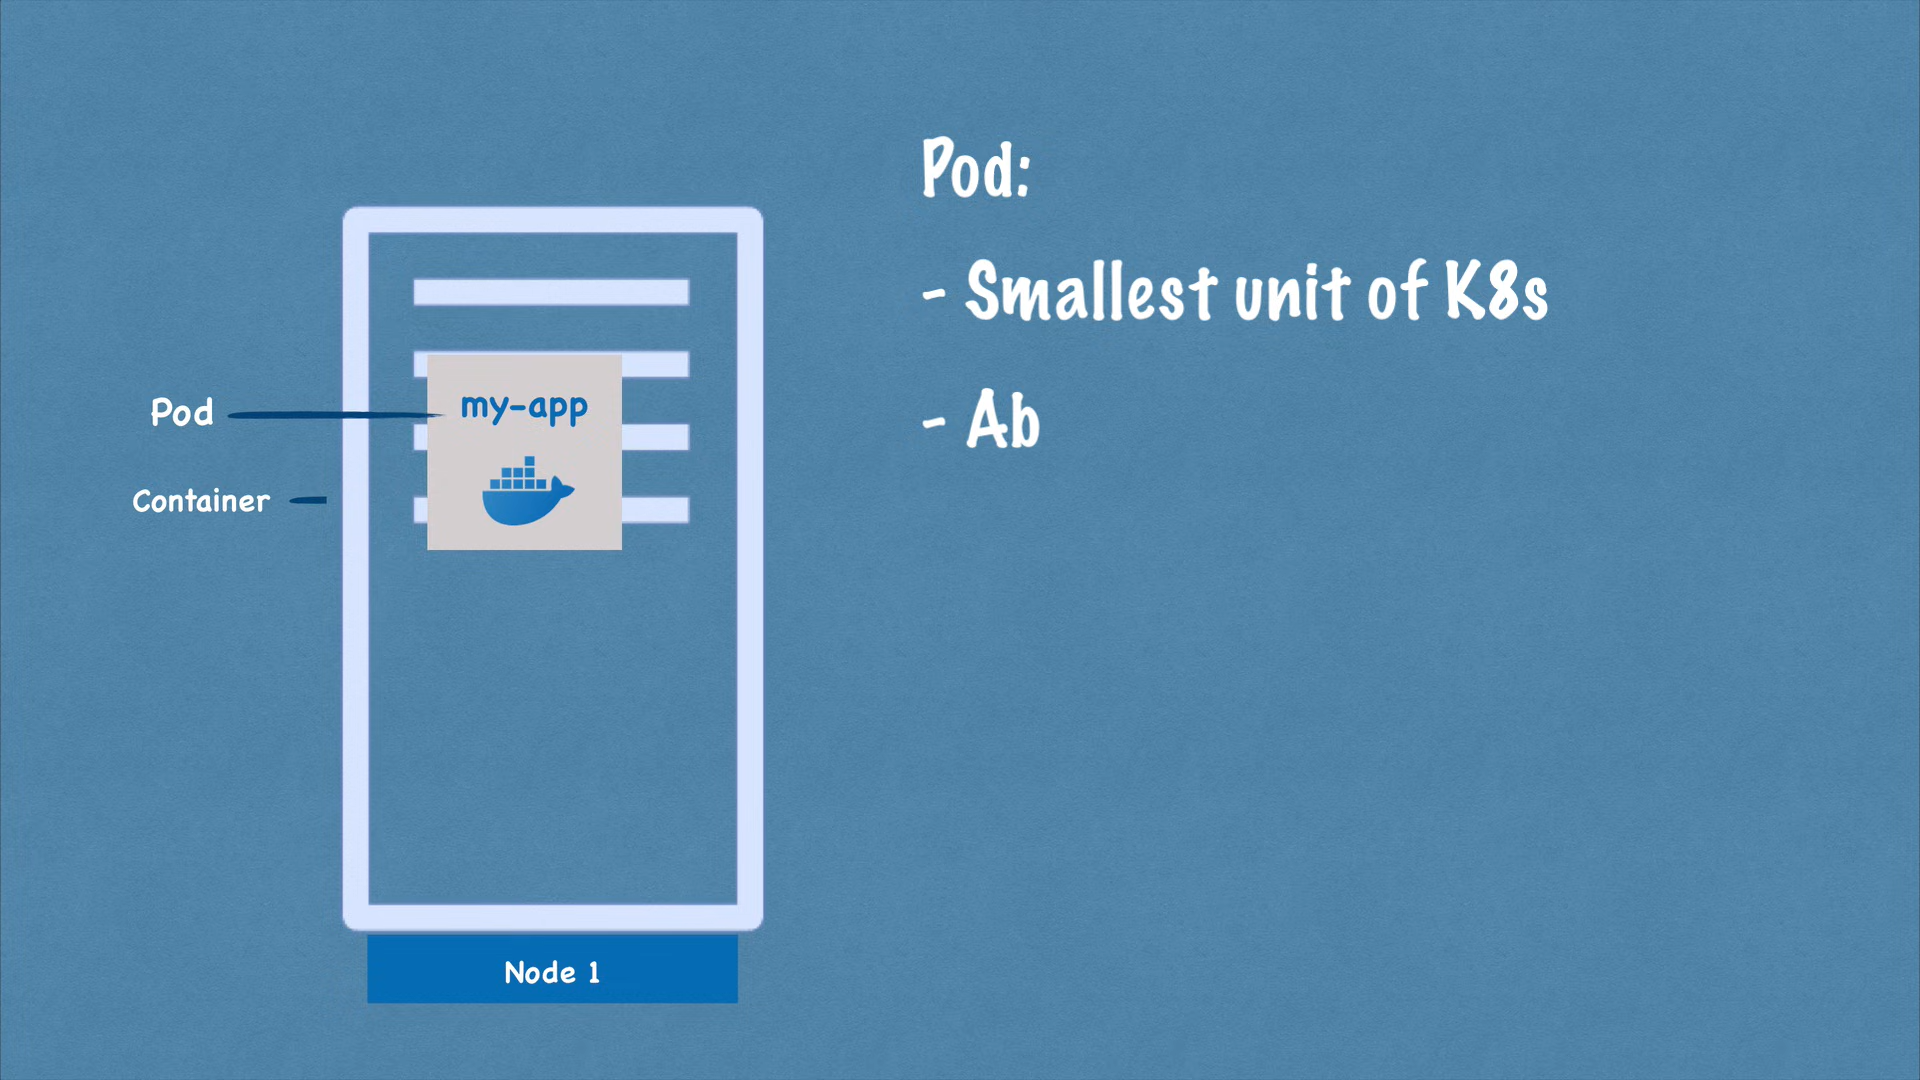 Pod:
- Smallest unit of K8s
- Ab
Pod
my-app
Container
Node 1